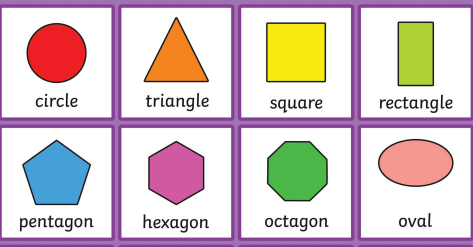 circle
triangle
square
rectangle
pentagon
hexagon
octagon
oval